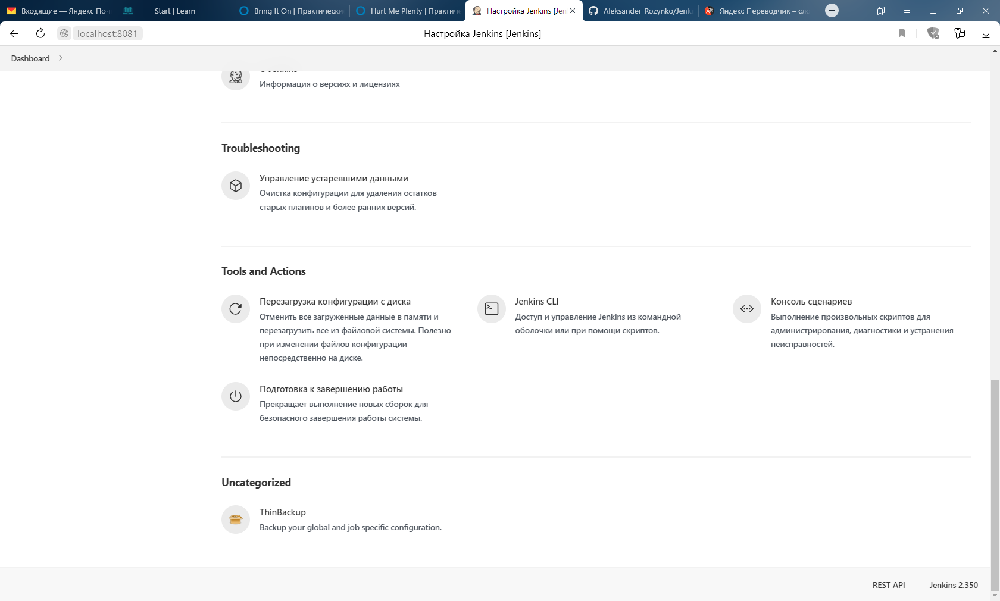 Входящие — Яндекс Поч
Start | Learn
Bring It On | Практически
Hurt Me Plenty | Практиче
Настройка Jenkins [Jen
Aleksander-Rozynko/Jenki
Яндекс Переводчик – сло
localhost:8081
Настройка Jenkins [Jenkins]
Dashboard
О Jenkins
Информация о версиях и лицензиях
Troubleshooting
Управление устаревшими данными
Очистка конфигурации для удаления остатков
старых плагинов и более ранних версий.
Tools and Actions
Перезагрузка конфигурации с диска
Отменить все загруженные данные в памяти и
перезагрузить все из файловой системы. Полезно
при изменении файлов конфигурации
непосредственно на диске.
Jenkins CLI
Доступ и управление Jenkins из командной
оболочки или при помощи скриптов.
Консоль сценариев
Выполнение произвольных скриптов для
администрирования, диагностики и устранения
неисправностей.
Подготовка к завершению работы
Прекращает выполнение новых сборок для
безопасного завершения работы системы.
Uncategorized
ThinBackup
Backup your global and job specific configuration.
REST API
Jenkins 2.350